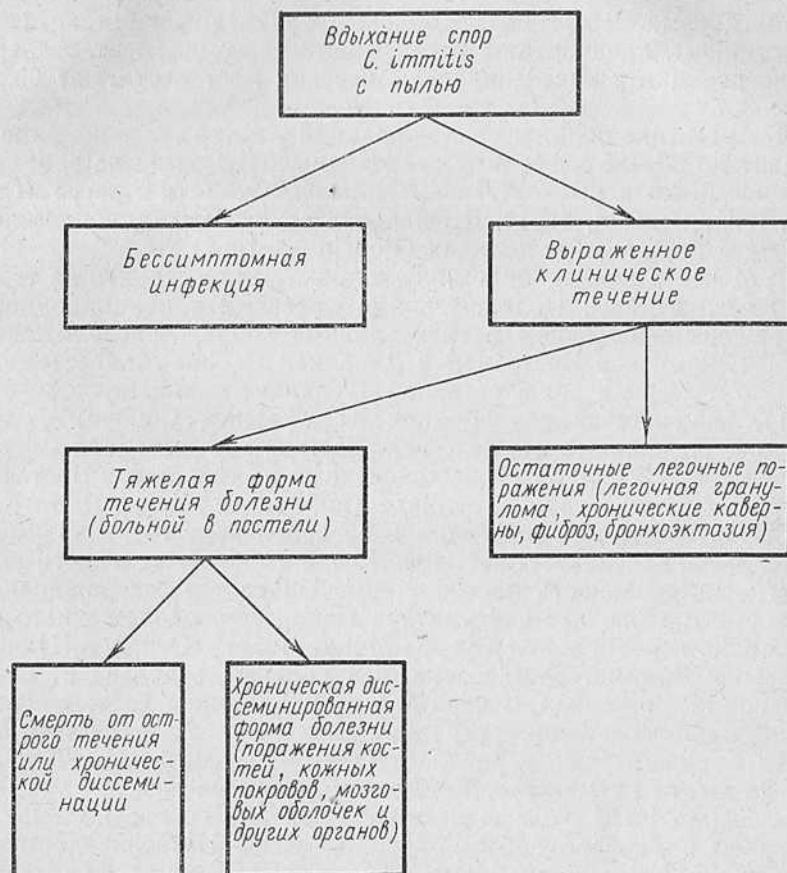 Вдыхание спор
C. immitis
с пылью
Бессимптомная
инфекция
Выраженное
клиническое
течение
Тяжелая форма
течения болезни
(больной в постели)
Остаточные легочные по-
ражения (легочная грану-
лома, хронические кавер-
ны, фиброз, бронхоэктазия)
Смерть от ост-
рого течения
или хроничес-
кой диссеми-
нации
Хроническая дис-
семинированная
форма болезни
(поражения кос-
тей, кожных
покровов, мозго-
вых оболочек и
других органов)